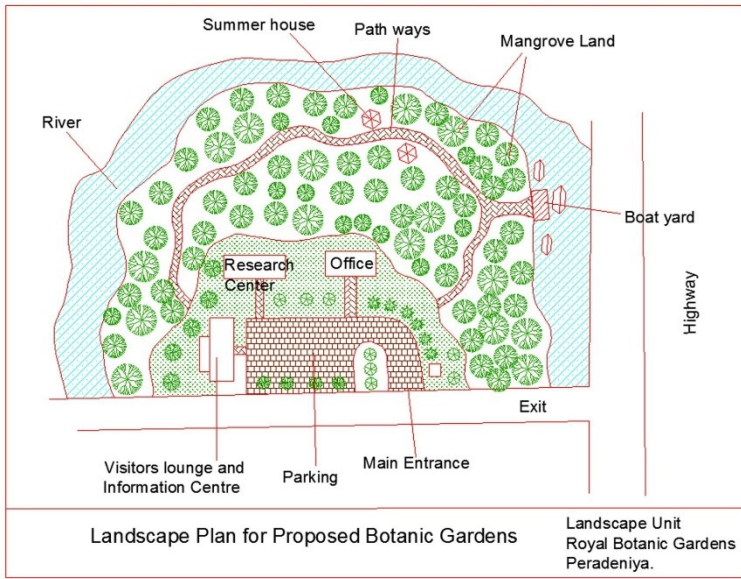 Summer house
Path ways
Mangrove Land
River
Boat yard
Research
Center
Office
Highway
Exit
Visitors lounge and
Information Centre
Parking
Main Entrance
Landscape Plan for Proposed Botanic Gardens
Landscape Unit
Royal Botanic Gardens
Peradeniya.